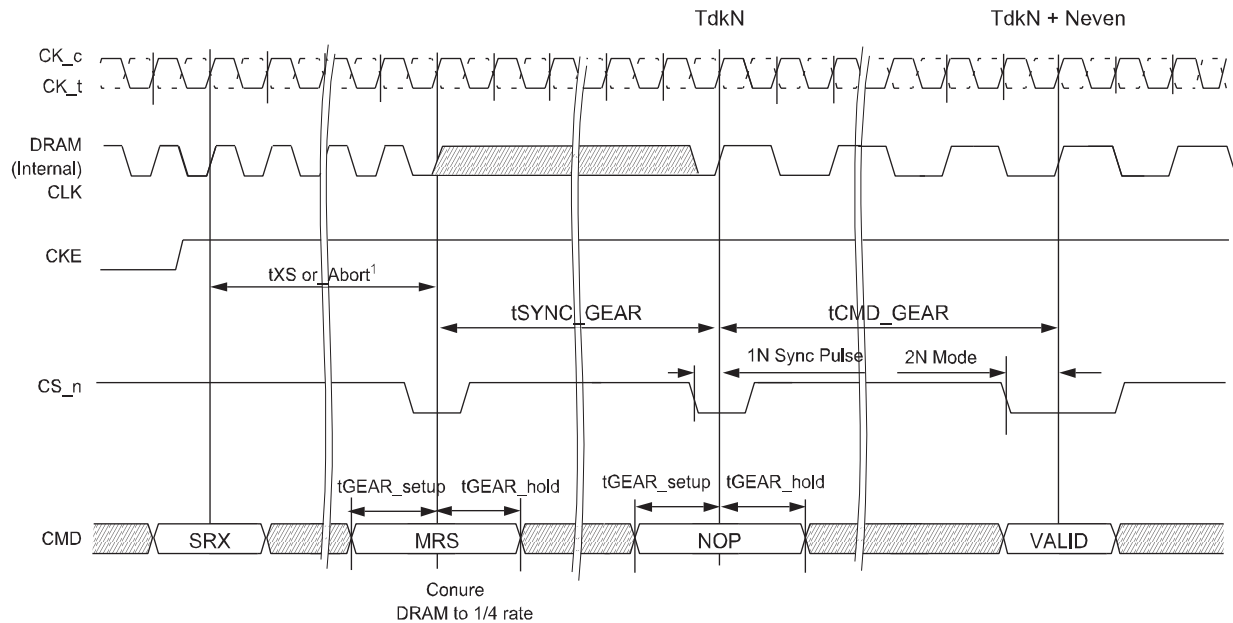 TdkN
TdkN + Neven
CK_c
CK_t
DRAM
(Internal)
CLK
CKE
tXS or_Abort1
tSYNC_GEAR
tCMD_GEAR
1N Sync Pulse
2N Mode
CS_n
tGEAR_setup
tGEAR_hold
tGEAR_setup
tGEAR_hold
CMD
SRX
MRS
NOP
VALID
Conure
DRAM to 1/4 rate